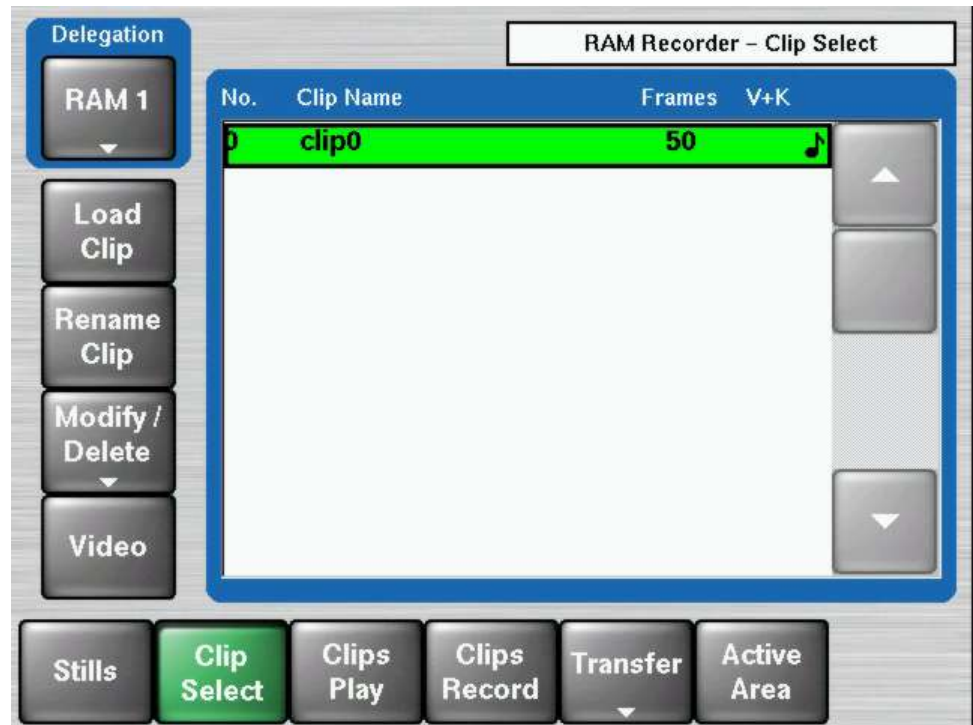 Delegation
RAM Recorder – Clip Select
RAM 1
No. Clip Name Frames V+K
0 clip0 50 ♪
Load
Clip
Rename
Clip
Modify /
Delete
Video
Stills
Clip
Select
Clips
Play
Clips
Record
Transfer
Active
Area